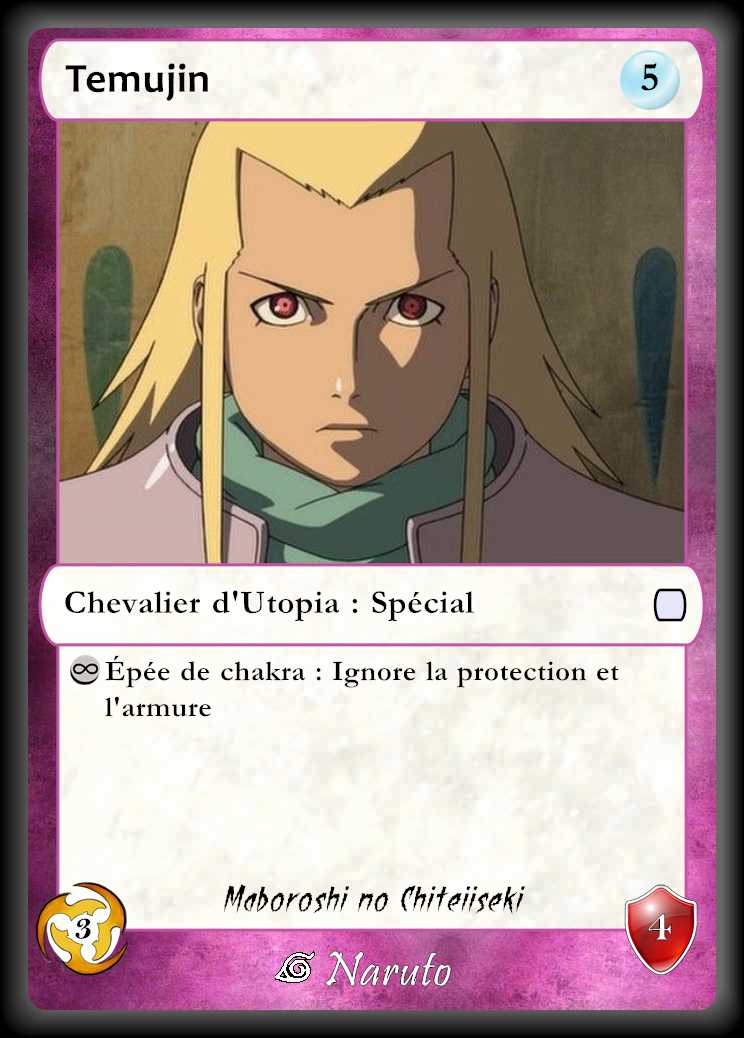 Temujin
5
Chevalier d'Utopia : Spécial
∞ Épée de chakra : Ignore la protection et
l'armure
Maboroshi no Chiteiiseki
3
4
Naruto